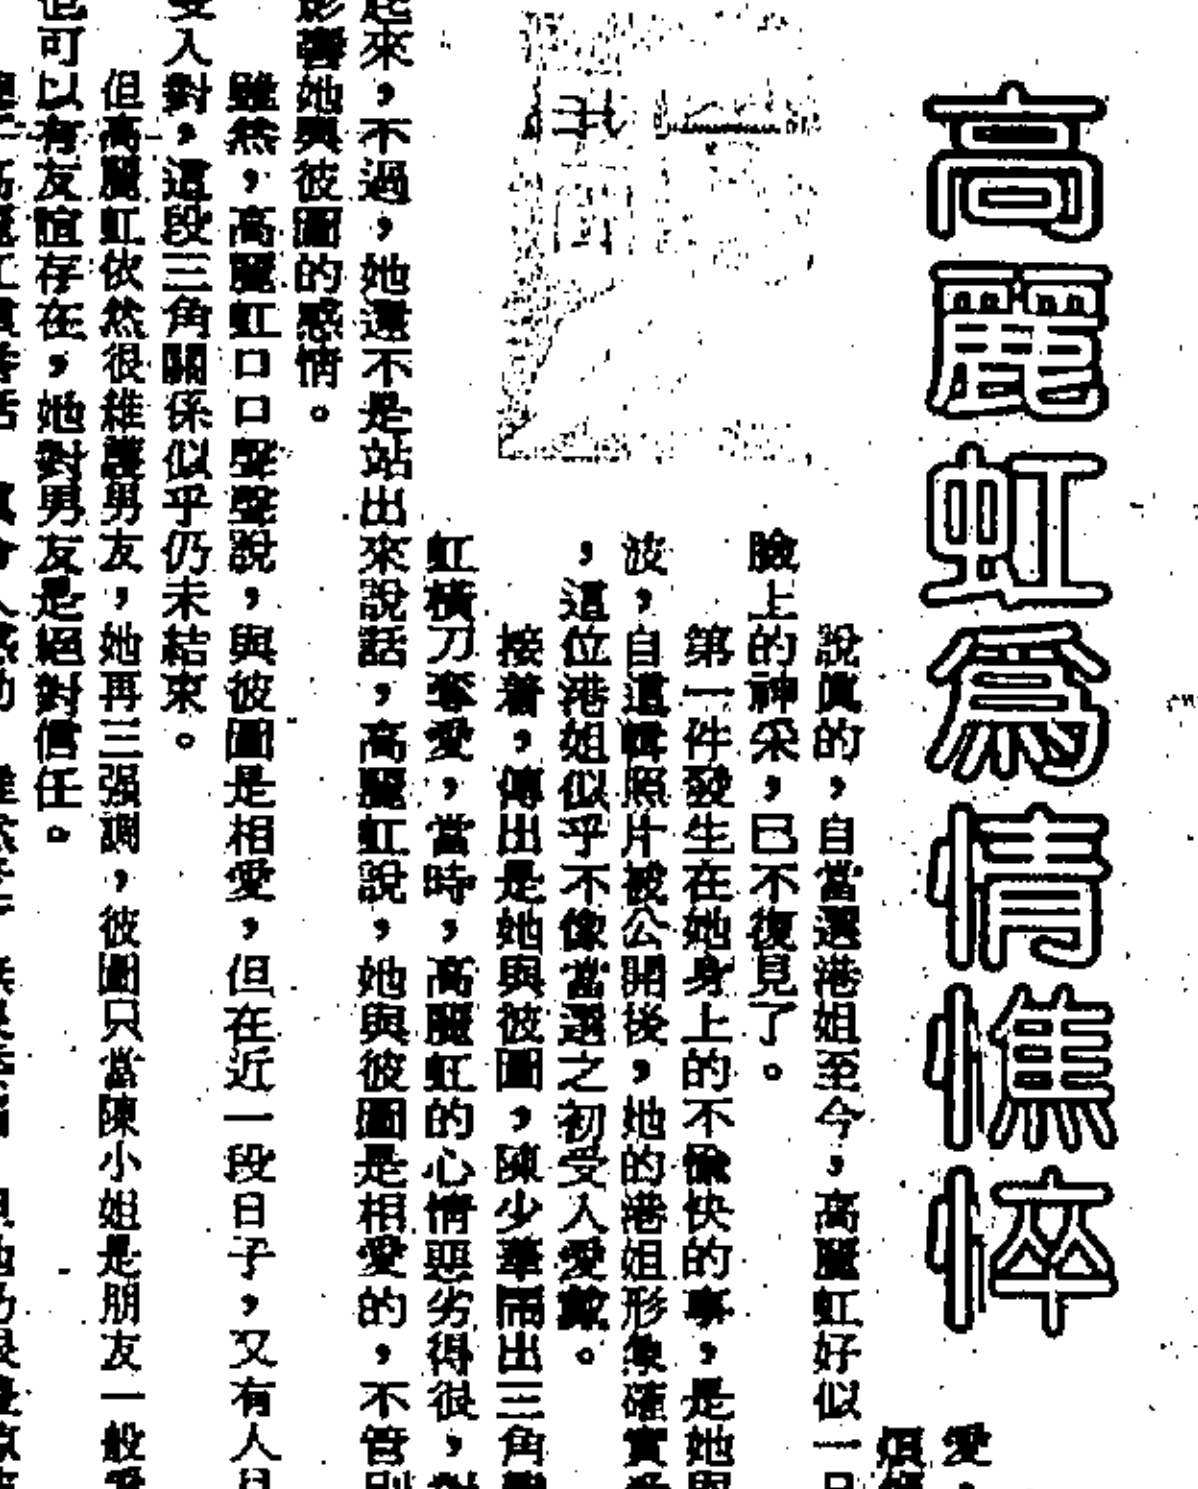 高麗虹爲情憔悴
愛，
煩
說眞的，自當選港姐至今，高麗虹好似一日
臉上的神采，已不復見了。
第一件發生在她身上的不愉快的事，是她與
波，自這輯照片被公開後，她的港姐形象確實受
，這位港姐似乎不像當選之初受人愛戴。
接着，傳出是她與彼圖，陳少華鬧出三角
虹橫刀奪愛，當時，高麗虹的心情惡劣得很，對
起來，不過，她還不是站出來說話，高麗虹說，她與彼圖是相愛的，不管別
影響她與彼圖的感情。
雖然，高麗虹口口聲聲說，與彼圖是相愛，但在近一段日子，又有人
入對，這段三角關係似乎仍未結束。
但高麗虹依然很維護男友，她再三强調，彼圖只當陳小姐是朋友一般
也可以有友誼存在，她對男友是絕對信任。